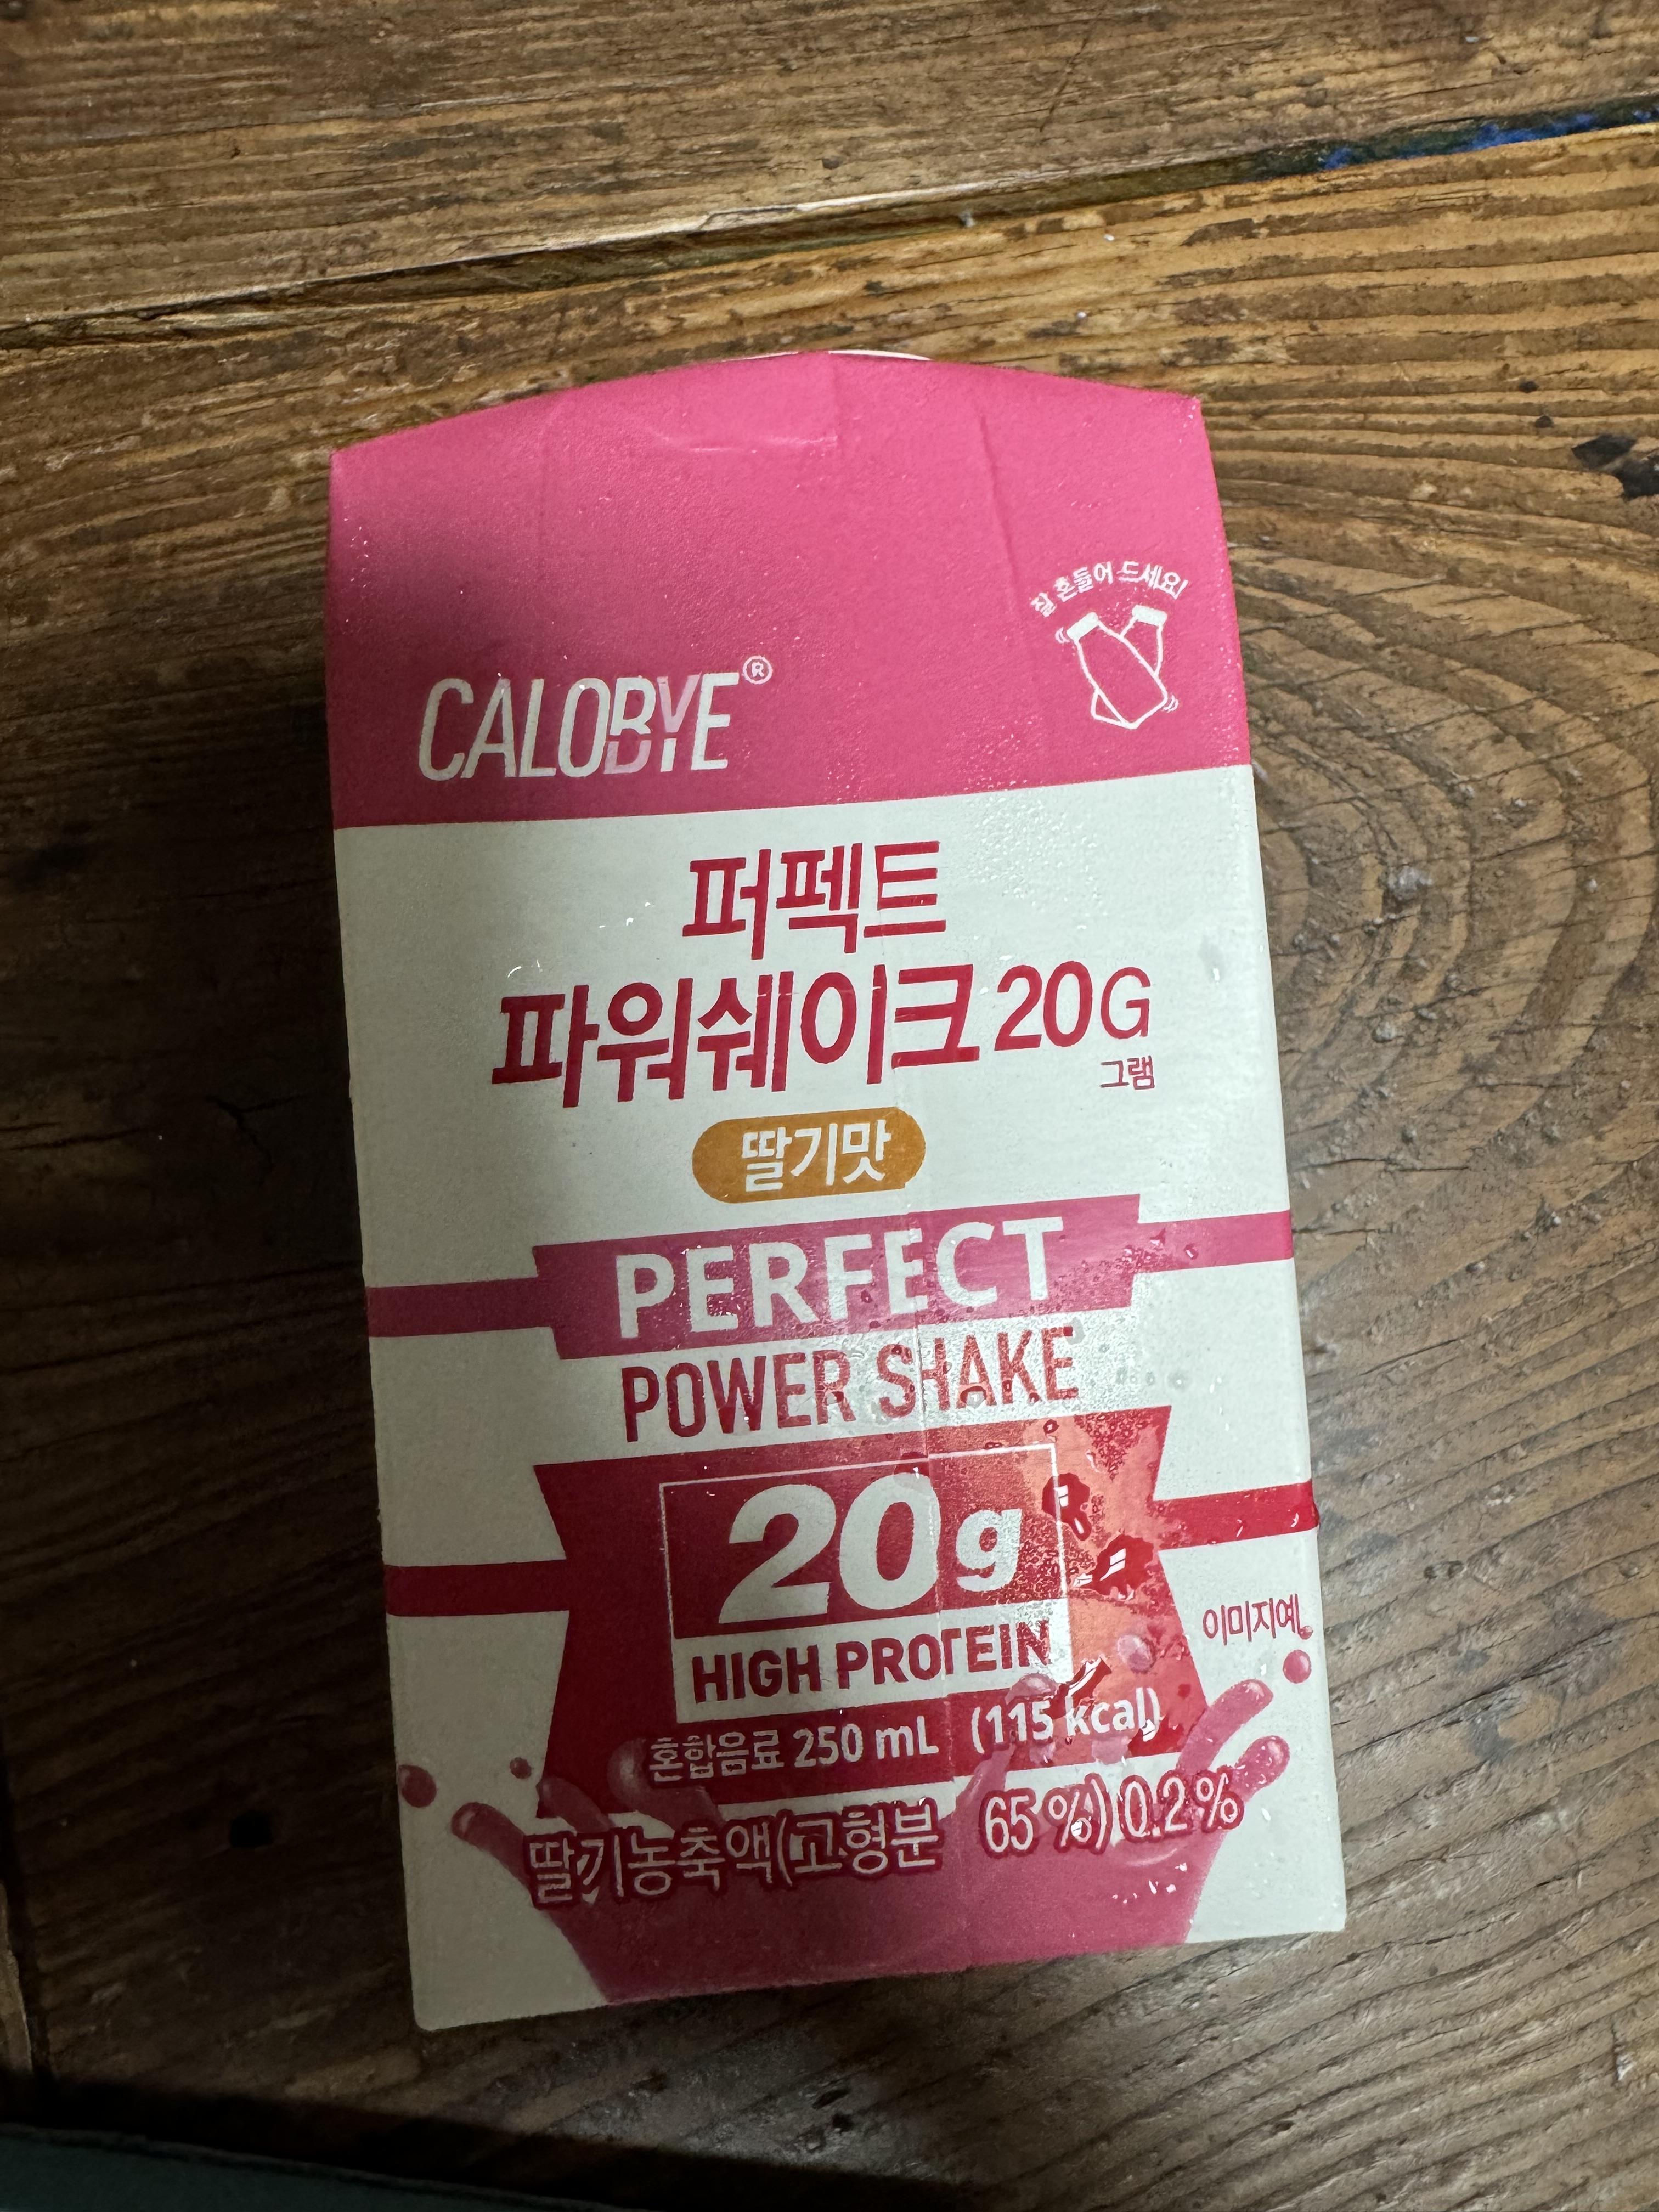 잘 흔들어 드세요!
CALOBYE®
퍼펙트
파워쉐이크 20G
그램
딸기맛
PERFECT
POWER SHAKE
20g
HIGH PROTEIN
이미지예
혼합음료 250 mL (115 kcal)
딸기농축액(고형분 65 %) 0.2 %